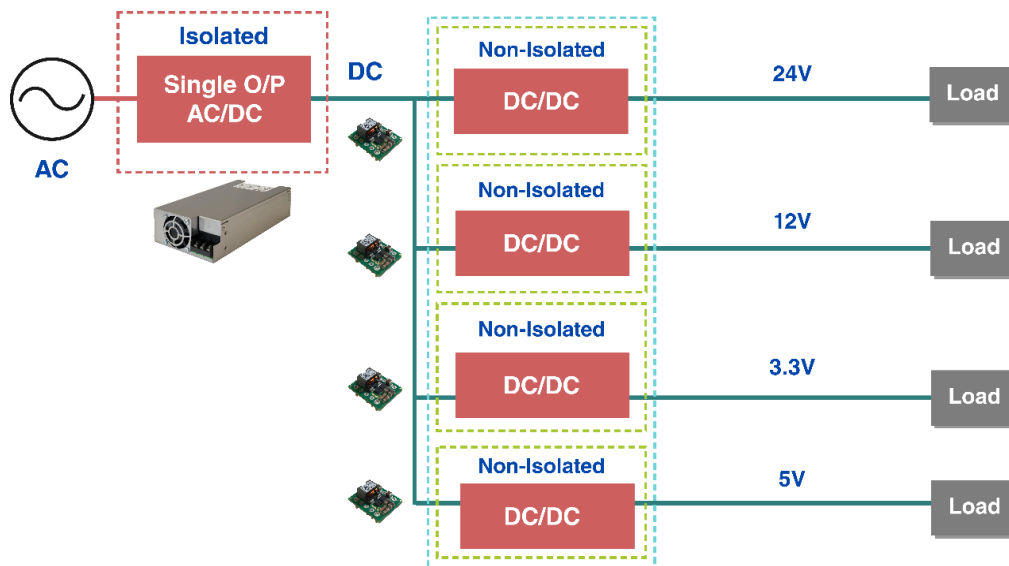 Isolated
Single O/P
AC/DC
AC
DC
Non-Isolated
DC/DC
24V
Load
Non-Isolated
DC/DC
12V
Load
Non-Isolated
DC/DC
3.3V
Load
Non-Isolated
DC/DC
5V
Load